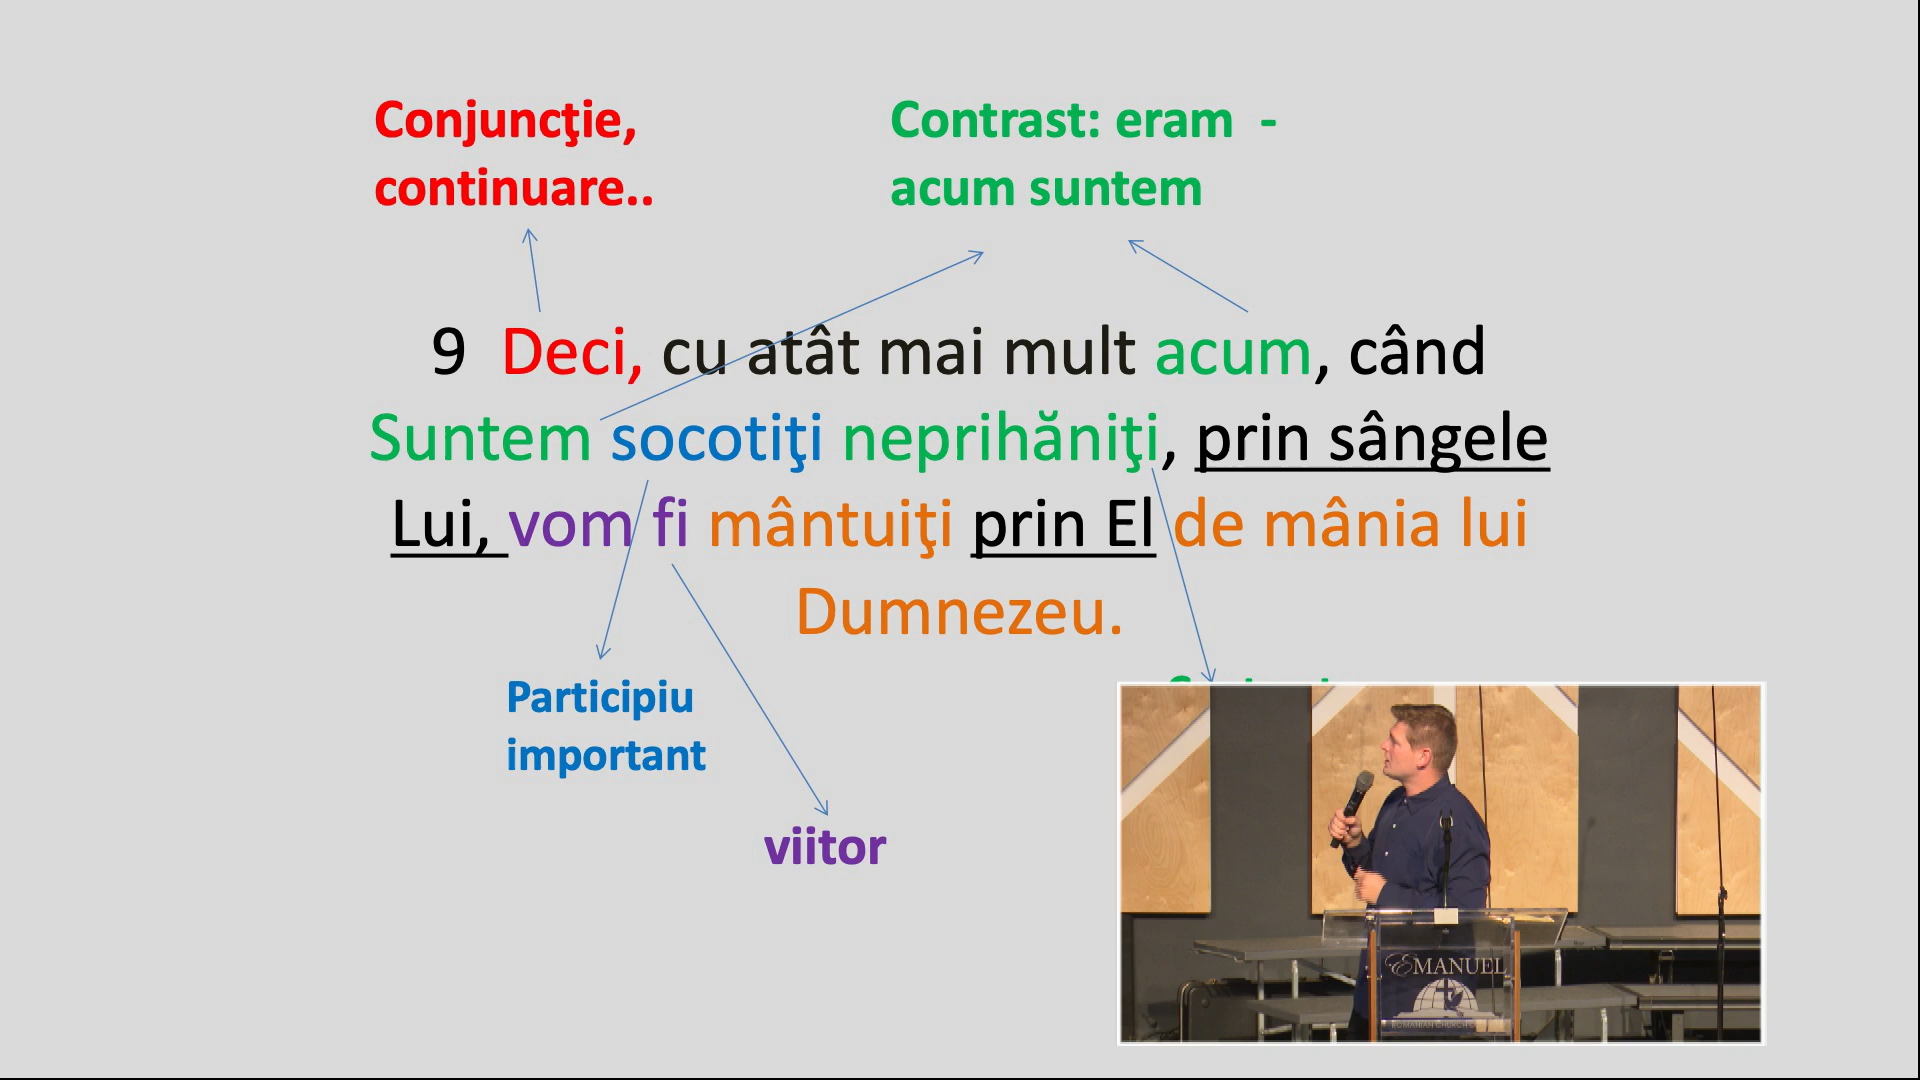 Conjuncţie,
continuare..
Contrast: eram -
acum suntem
9 Deci, cu atât mai mult acum, când
Suntem socotiţi neprihăniţi, prin sângele
Lui, vom fi mântuiţi prin El de mânia lui
Dumnezeu.
Participiu
important
viitor
EMANUEL